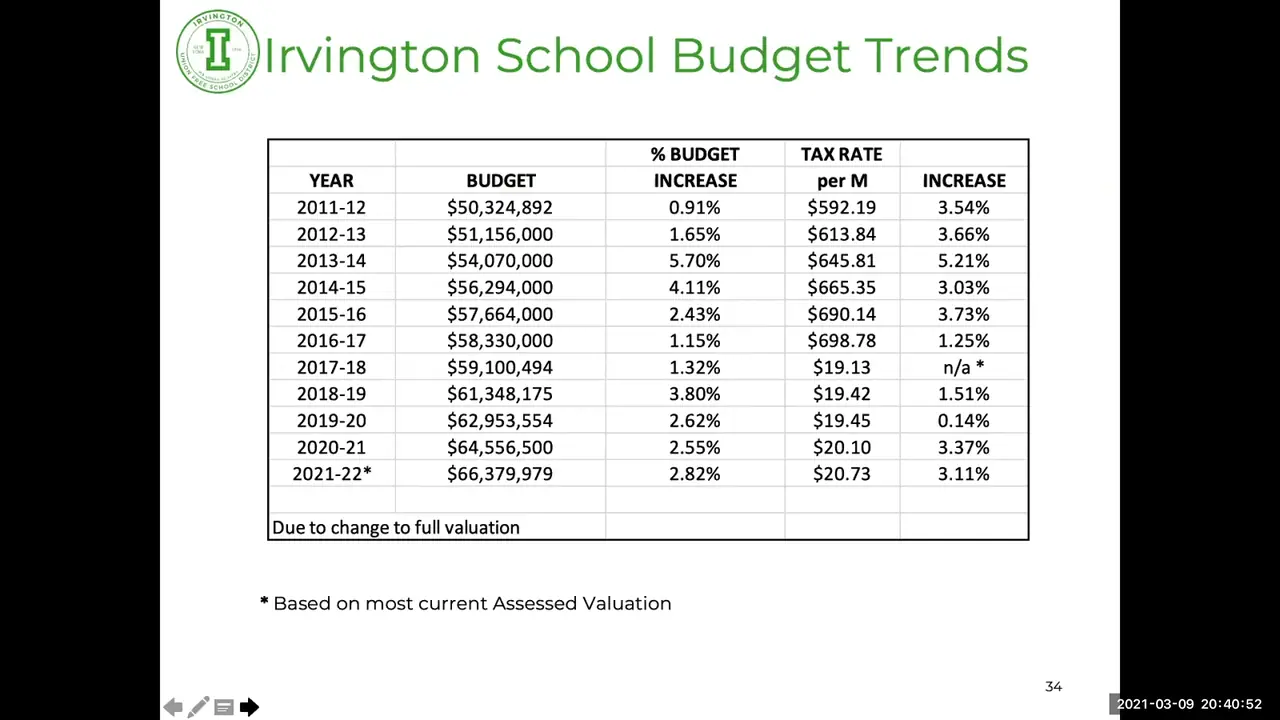 IRVINGTON
UNION FREE SCHOOL DISTRICT
I
Irvington School Budget Trends
% BUDGET TAX RATE
YEAR BUDGET INCREASE per M INCREASE
2011-12 $50,324,892 0.91% $592.19 3.54%
2012-13 $51,156,000 1.65% $613.84 3.66%
2013-14 $54,070,000 5.70% $645.81 5.21%
2014-15 $56,294,000 4.11% $665.35 3.03%
2015-16 $57,664,000 2.43% $690.14 3.73%
2016-17 $58,330,000 1.15% $698.78 1.25%
2017-18 $59,100,494 1.32% $19.13 n/a *
2018-19 $61,348,175 3.80% $19.42 1.51%
2019-20 $62,953,554 2.62% $19.45 0.14%
2020-21 $64,556,500 2.55% $20.10 3.37%
2021-22* $66,379,979 2.82% $20.73 3.11%
Due to change to full valuation
* Based on most current Assessed Valuation
34
2021-03-09 20:40:52